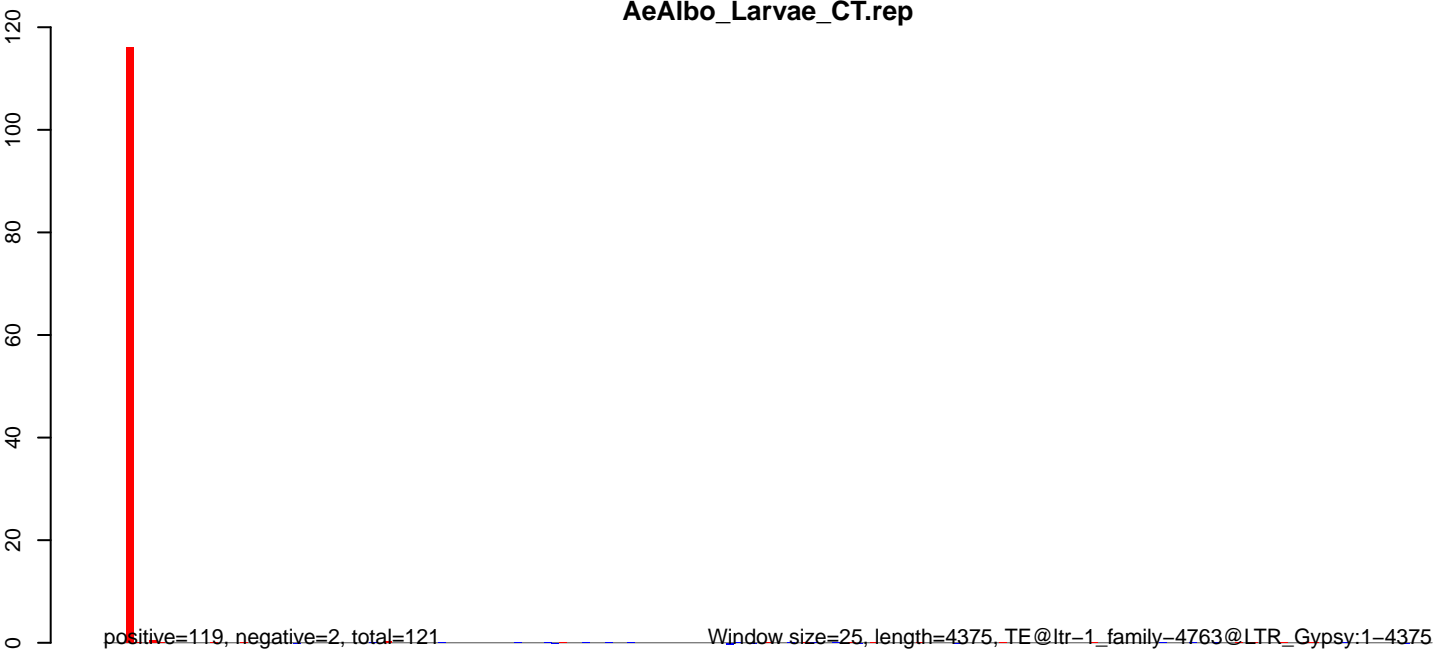 AeAlbo_Larvae_CT.rep
120
100
80
60
40
20
0
positive=119, negative=2, total=121
Window size=25, length=4375, TE@ltr−1_family−4763@LTR_Gypsy:1−4375